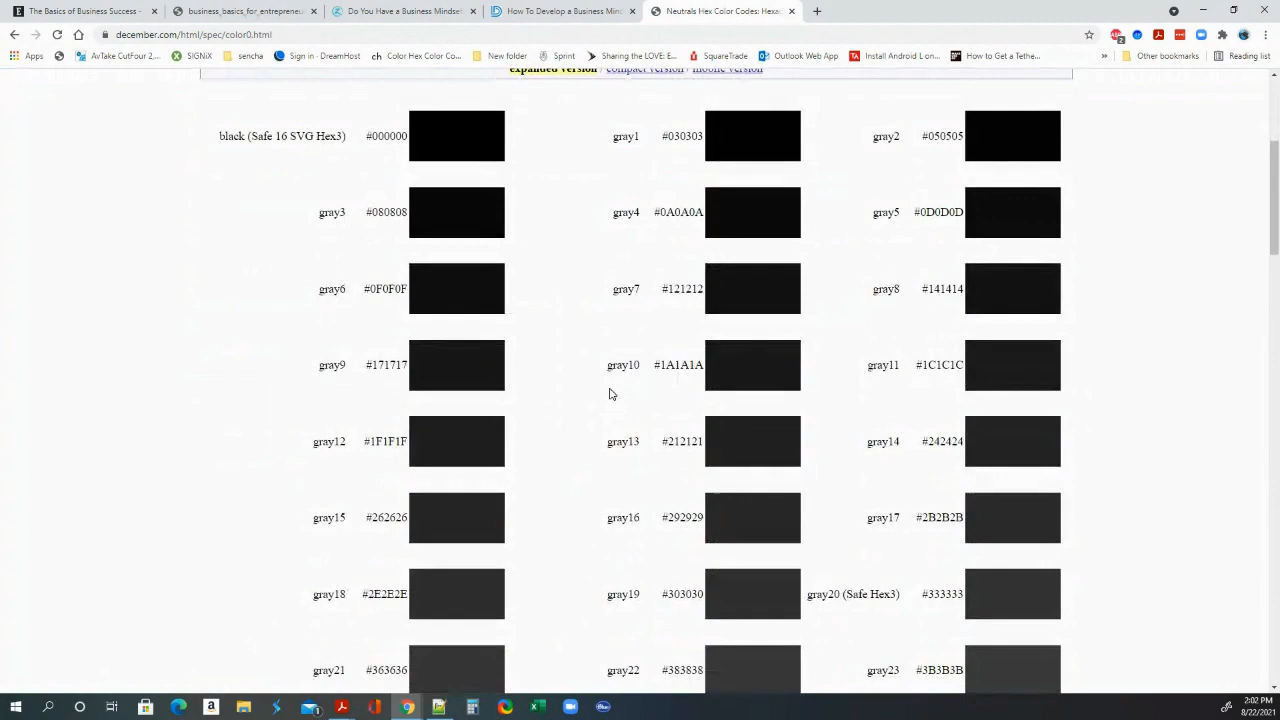 The Basics of Business Success -
business_basics_for_entrepreneu
Do You Have a Business Mindset
How To Develop a Business Mind
Neutrals Hex Color Codes: Hexa
december.com/html/spec/color0.html
Apps
AvTake CutFour 2.1
SIGNiX
sendhe
Sign in - DreamHost
Color Hex Color Co...
New folder
Sprint
Sharing the LOVE: E...
SquareTrade
Outlook Web App
Install Android L on...
How to Get a Tethe...
Other bookmarks
Reading list
expanded version / compact version / mobile version
black (Safe 16 SVG Hex3) #000000 gray1 #030303 gray2 #050505
gray3 #080808 gray4 #0A0A0A gray5 #0D0D0D
gray6 #0F0F0F gray7 #121212 gray8 #141414
gray9 #171717 gray10 #1A1A1A gray11 #1C1C1C
gray12 #1F1F1F gray13 #212121 gray14 #242424
gray15 #262626 gray16 #292929 gray17 #2B2B2B
gray18 #2E2E2E gray19 #303030 gray20 (Safe Hex3) #333333
gray21 #363636 gray22 #383838 gray23 #3B3B3B
2:02 PM
8/22/2021